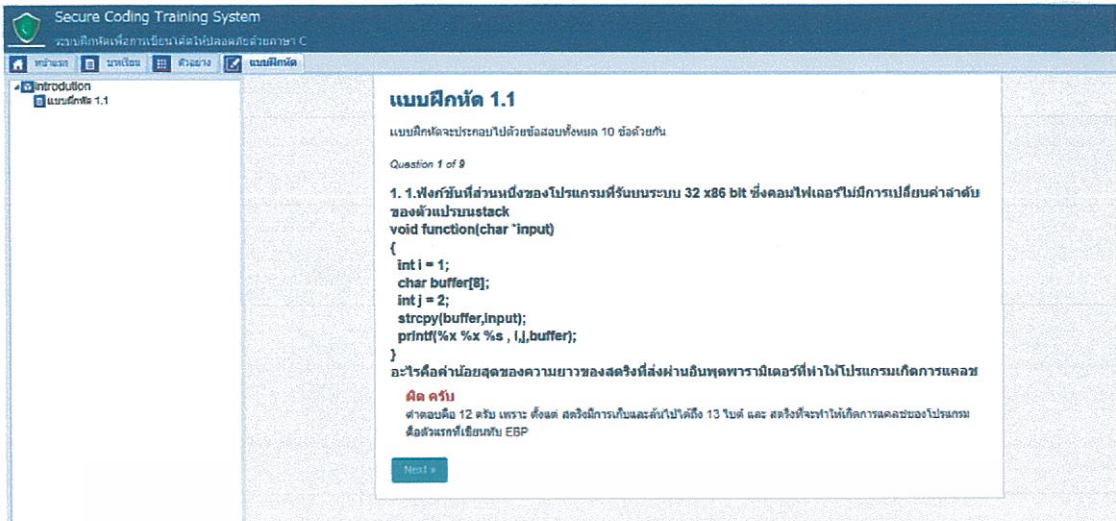 Secure Coding Training System
ระบบฝึกหัดเพื่อการเขียนโค้ดให้ปลอดภัยด้วยภาษา C
หน้าแรก บทเรียน ตัวอย่าง แบบฝึกหัด
Introdution
แบบฝึกหัด 1.1
แบบฝึกหัด 1.1
แบบฝึกหัดจะประกอบไปด้วยข้อสอบทั้งหมด 10 ข้อด้วยกัน
Question 1 of 9
1. 1.ฟังก์ชันที่ส่วนหนึ่งของโปรแกรมที่รันบนระบบ 32 x86 bit ซึ่งคอมไฟเลอร์ไม่มีการเปลี่ยนค่าลำดับ
ของตัวแปรบนstack
void function(char *input)
{
int i = 1;
char buffer[8];
int j = 2;
strcpy(buffer,input);
printf(%x %x %s , i,j,buffer);
}
อะไรคือค่าน้อยสุดของความยาวของสตริงที่ส่งผ่านอินพุตพารามิเตอร์ที่ทำให้โปรแกรมเกิดการแคลช
ผิด ครับ
คำตอบคือ 12 ครับ เพราะ ตั้งแต่ สตริงมีการเก็บและล้นไปได้ถึง 13 ไบต์ และ สตริงที่จะทำให้เกิดการแคลชของโปรแกรม
คือตัวแรกที่เขียนทับ EBP
Next »